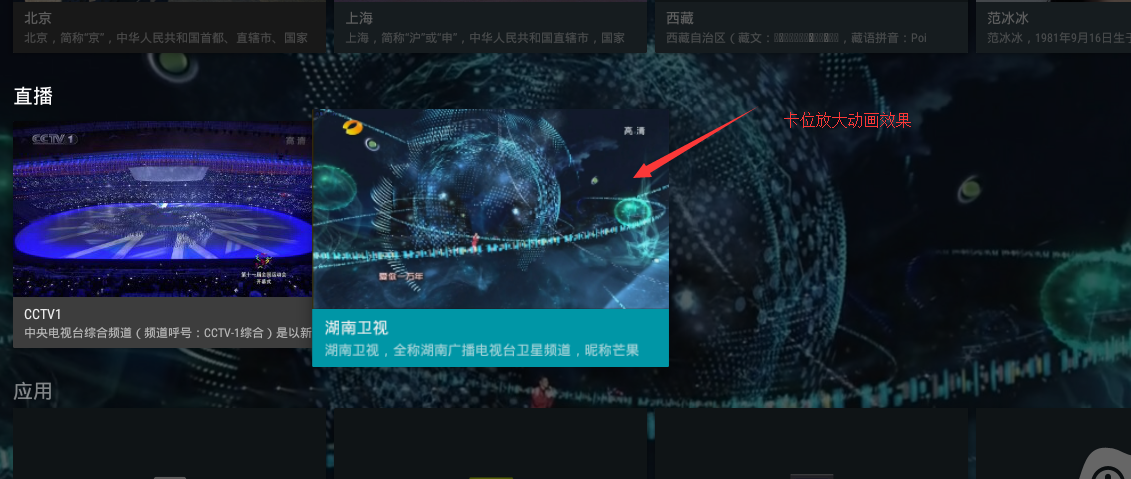 北京
北京，简称“京”，中华人民共和国首都、直辖市、国家
上海
上海，简称“沪”或“申”，中华人民共和国直辖市，国家
西藏
西藏自治区（藏文：，藏语拼音：Poi
范冰冰
范冰冰，1981年9月16日生于
直播
卡位放大动画效果
CCTV 1
高清
高清
第十一届全国运动会
开幕式
雪在一万年
CCTV1
中央电视台综合频道（频道呼号：CCTV-1综合）是以新
湖南卫视
湖南卫视，全称湖南广播电视台卫星频道，昵称芒果
应用